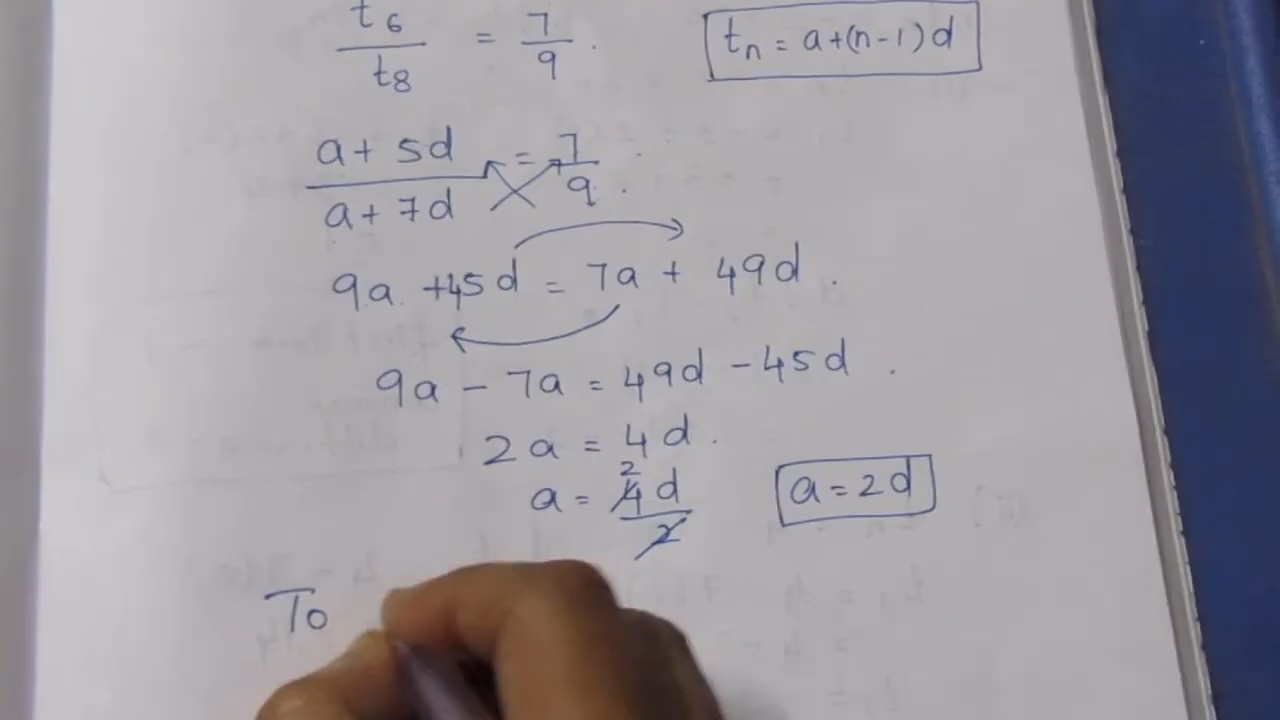 t6/t8 = 7/9.
tn = a+(n-1)d
a+5d/a+7d = 7/9.
9a +45d = 7a + 49d.
9a - 7a = 49d - 45d.
2a = 4d.
a = 4d/2 2
a = 2d
To